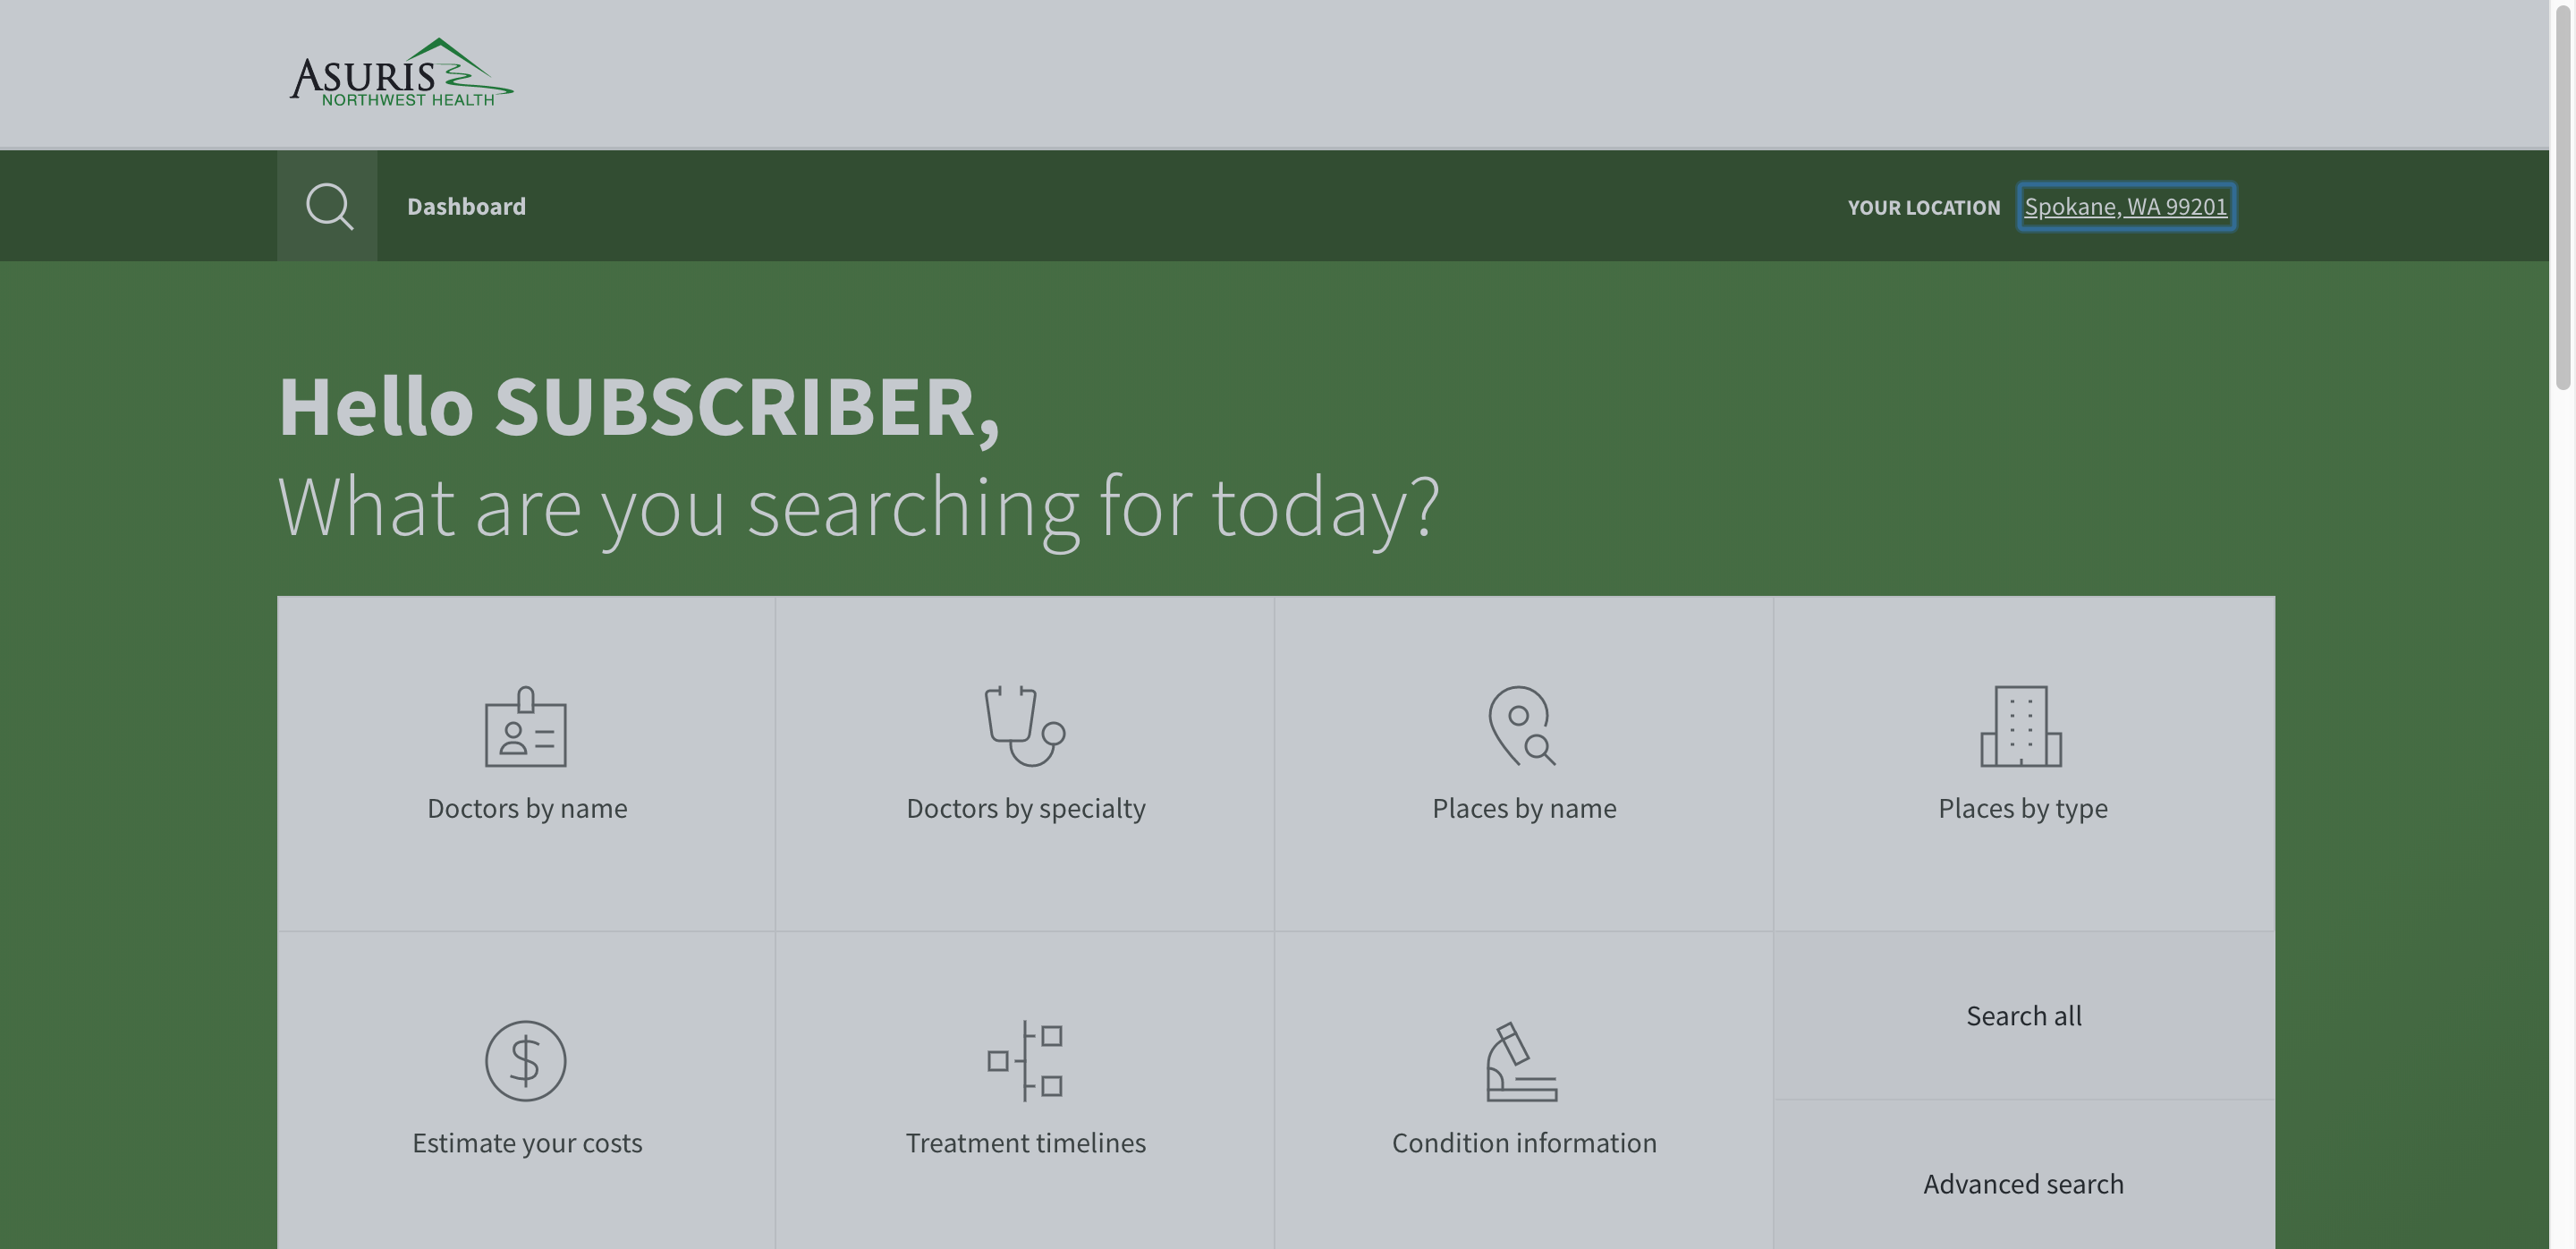 ASURIS
NORTHWEST HEALTH
Dashboard
YOUR LOCATION Spokane, WA 99201
Hello SUBSCRIBER,
What are you searching for today?
Doctors by name
Doctors by specialty
Places by name
Places by type
Estimate your costs
Treatment timelines
Condition information
Search all
Advanced search